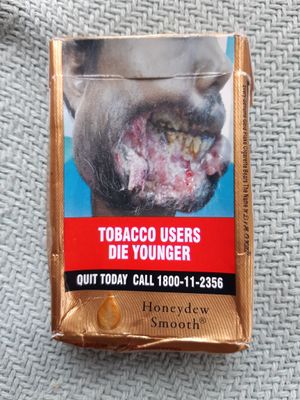 TOBACCO USERS
DIE YOUNGER
QUIT TODAY CALL 1800-11-2356
Honeydew
Smooth®